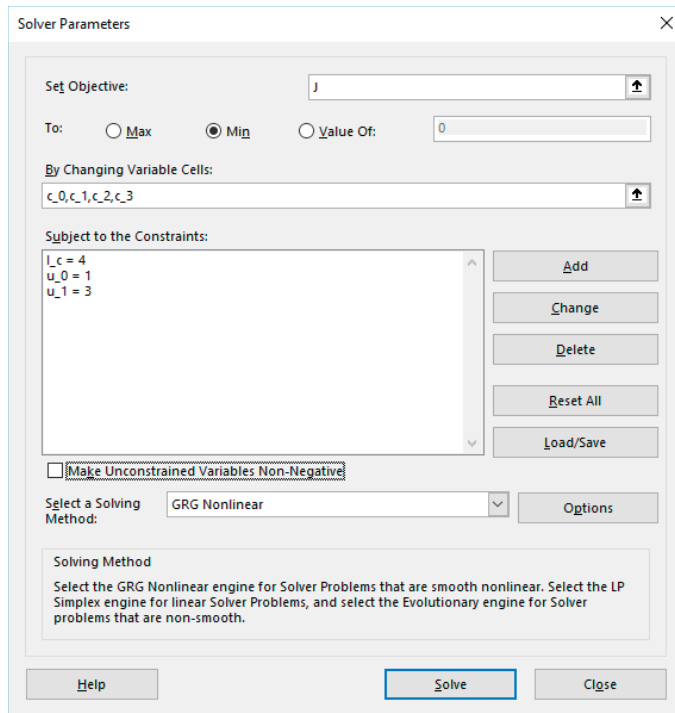 Solver Parameters
Set Objective:
J
To:
Max
Min
Value Of:
0
By Changing Variable Cells:
c_0,c_1,c_2,c_3
Subject to the Constraints:
l_c = 4
u_0 = 1
u_1 = 3
Add
Change
Delete
Reset All
Load/Save
Make Unconstrained Variables Non-Negative
Select a Solving
Method:
GRG Nonlinear
Options
Solving Method
Select the GRG Nonlinear engine for Solver Problems that are smooth nonlinear. Select the LP
Simplex engine for linear Solver Problems, and select the Evolutionary engine for Solver
problems that are non-smooth.
Help
Solve
Close